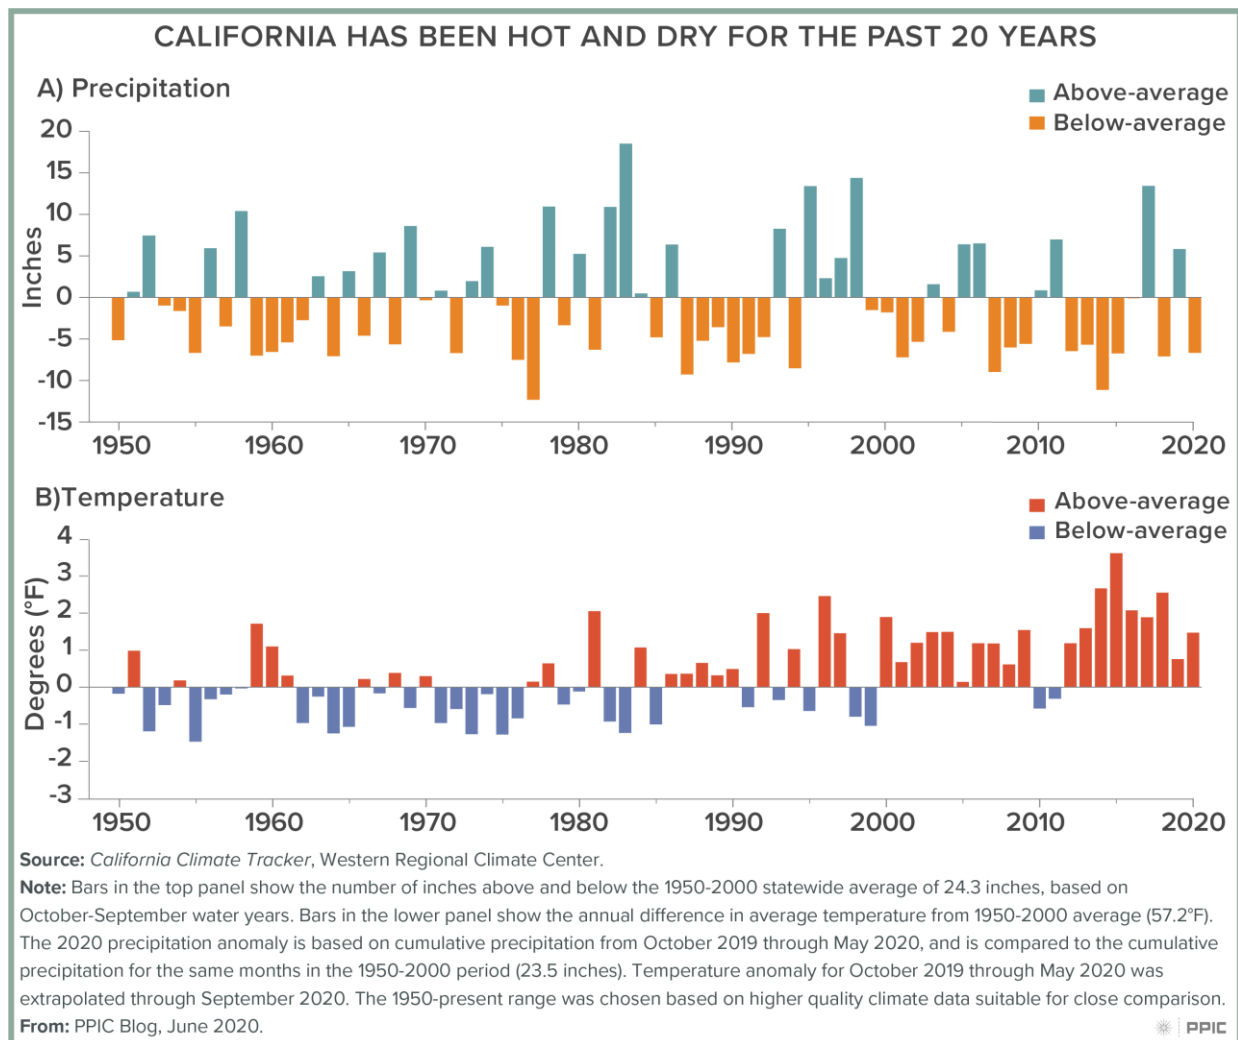 CALIFORNIA HAS BEEN HOT AND DRY FOR THE PAST 20 YEARS
A) Precipitation
Above-average
Below-average
Inches
20
15
10
5
0
-5
-10
-15
1950
1960
1970
1980
1990
2000
2010
2020
B)Temperature
Above-average
Below-average
Degrees (°F)
4
3
2
1
0
-1
-2
-3
1950
1960
1970
1980
1990
2000
2010
2020
Source: California Climate Tracker, Western Regional Climate Center.
Note: Bars in the top panel show the number of inches above and below the 1950-2000 statewide average of 24.3 inches, based on
October-September water years. Bars in the lower panel show the annual difference in average temperature from 1950-2000 average (57.2°F).
The 2020 precipitation anomaly is based on cumulative precipitation from October 2019 through May 2020, and is compared to the cumulative
precipitation for the same months in the 1950-2000 period (23.5 inches). Temperature anomaly for October 2019 through May 2020 was
extrapolated through September 2020. The 1950-present range was chosen based on higher quality climate data suitable for close comparison.
From: PPIC Blog, June 2020.
PPIC